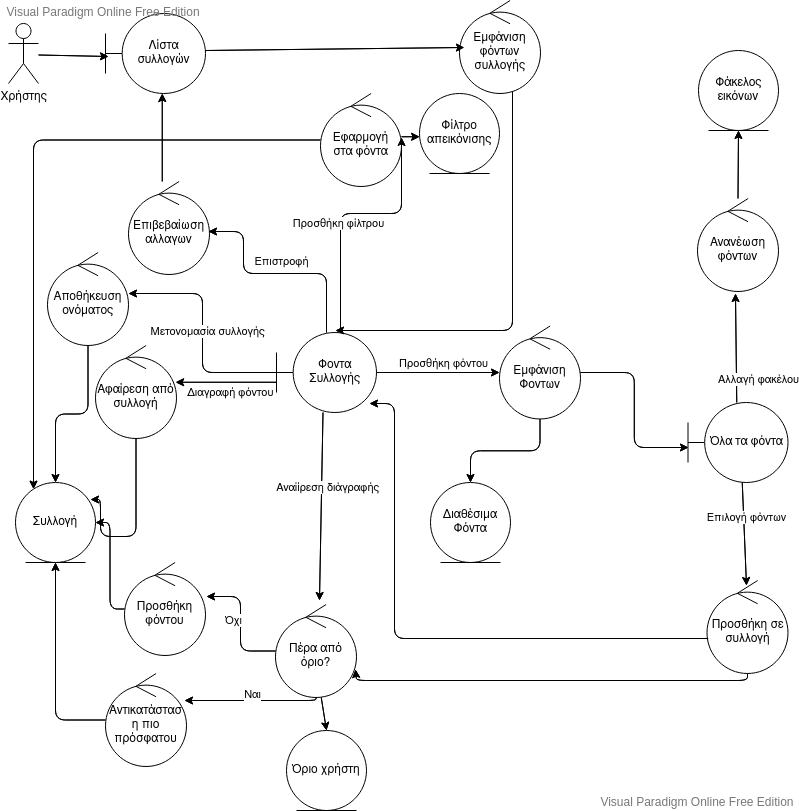 Visual Paradigm Online Free Edition
Χρήστης
Λίστα
συλλογών
Εμφάνιση
φόντων
συλλογής
Φάκελος
εικόνων
Εφαρμογή
στα φόντα
Φίλτρο
απεικόνισης
Προσθήκη φίλτρου
Επιβεβαίωση
αλλαγων
Επιστροφή
Ανανέωση
φόντων
Αποθήκευση
ονόματος
Μετονομασία συλλογής
Φοντα
Συλλογής
Προσθήκη φόντου
Εμφάνιση
Φοντων
Αλλαγή φακέλου
Αφαίρεση από
συλλογή
Διαγραφή φόντου
Όλα τα φόντα
Αναίίρεση διάγραφής
Συλλογή
Διαθέσιμα
Φόντα
Επιλογή φόντων
Προσθήκη
φόντου
Όχι
Πέρα από
όριο?
Προσθήκη σε
συλλογή
Ναι
Αντικατάστασ
η πιο
πρόσφατου
Όριο χρήστη
Visual Paradigm Online Free Edition